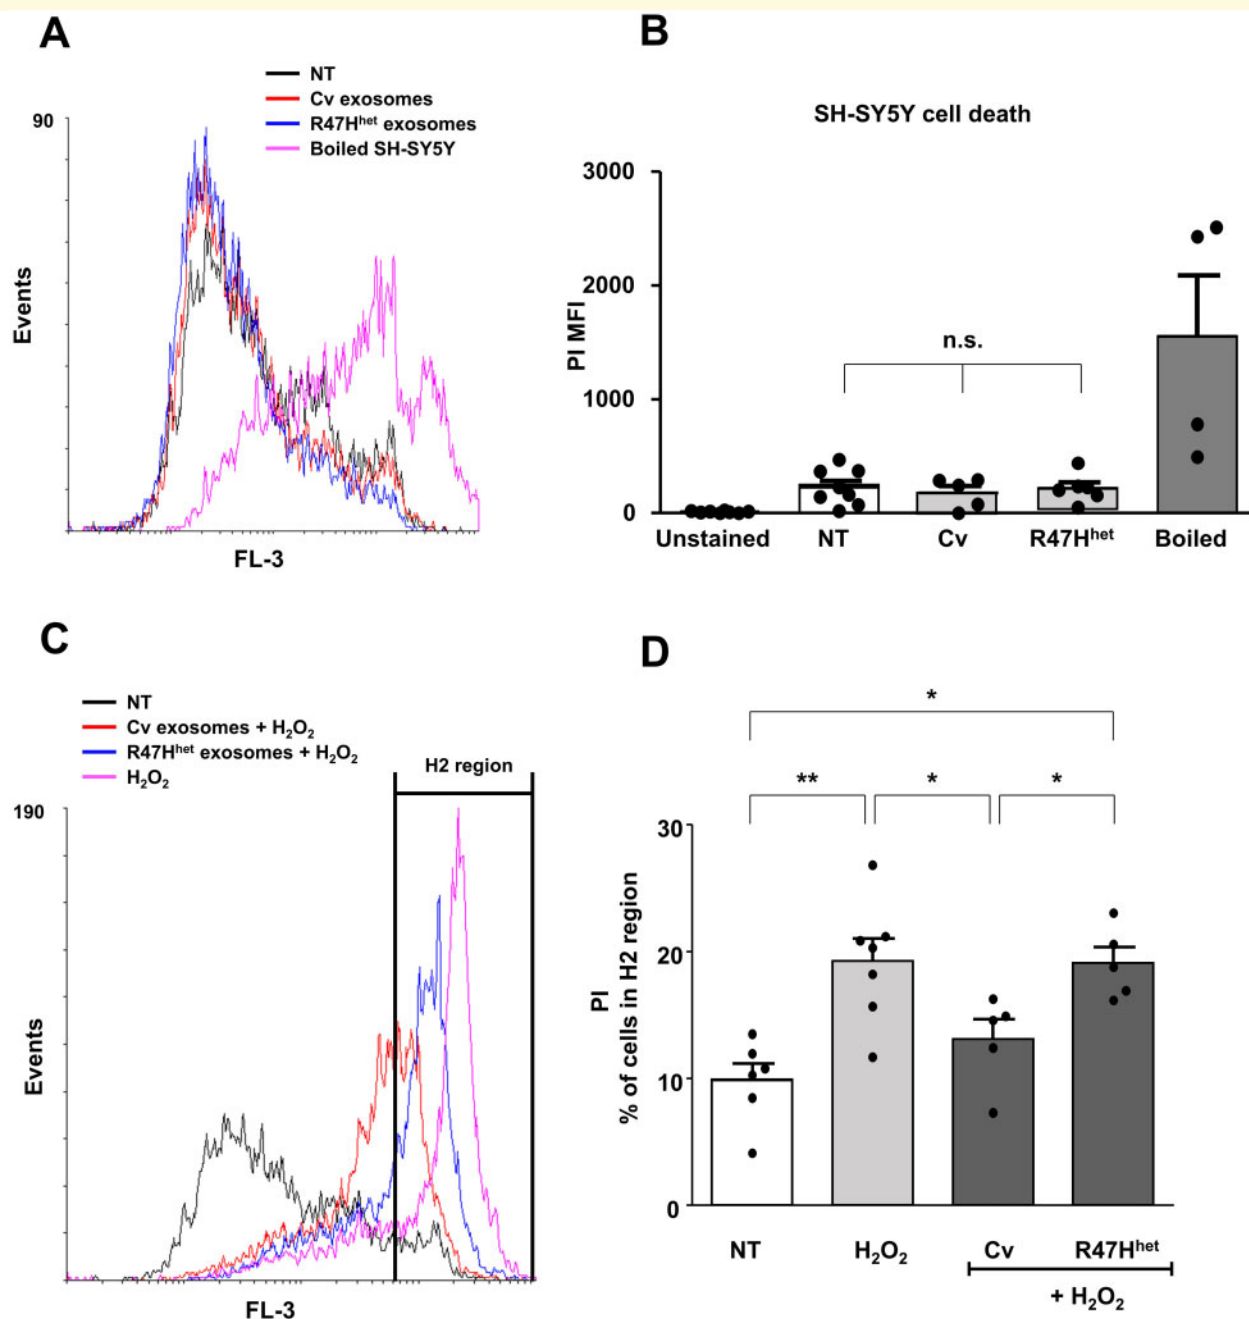 A
NT
Cv exosomes
R47Hʰᵉᵗ exosomes
Boiled SH-SY5Y
90
Events
FL-3
B
SH-SY5Y cell death
3000
2000
1000
0
PI MFI
n.s.
Unstained NT Cv R47Hʰᵉᵗ Boiled
C
NT
Cv exosomes + H₂O₂
R47Hʰᵉᵗ exosomes + H₂O₂
H₂O₂
H2 region
190
Events
FL-3
D
*
** * *
30
20
10
0
PI
% of cells in H2 region
NT H₂O₂ Cv R47Hʰᵉᵗ
+ H₂O₂